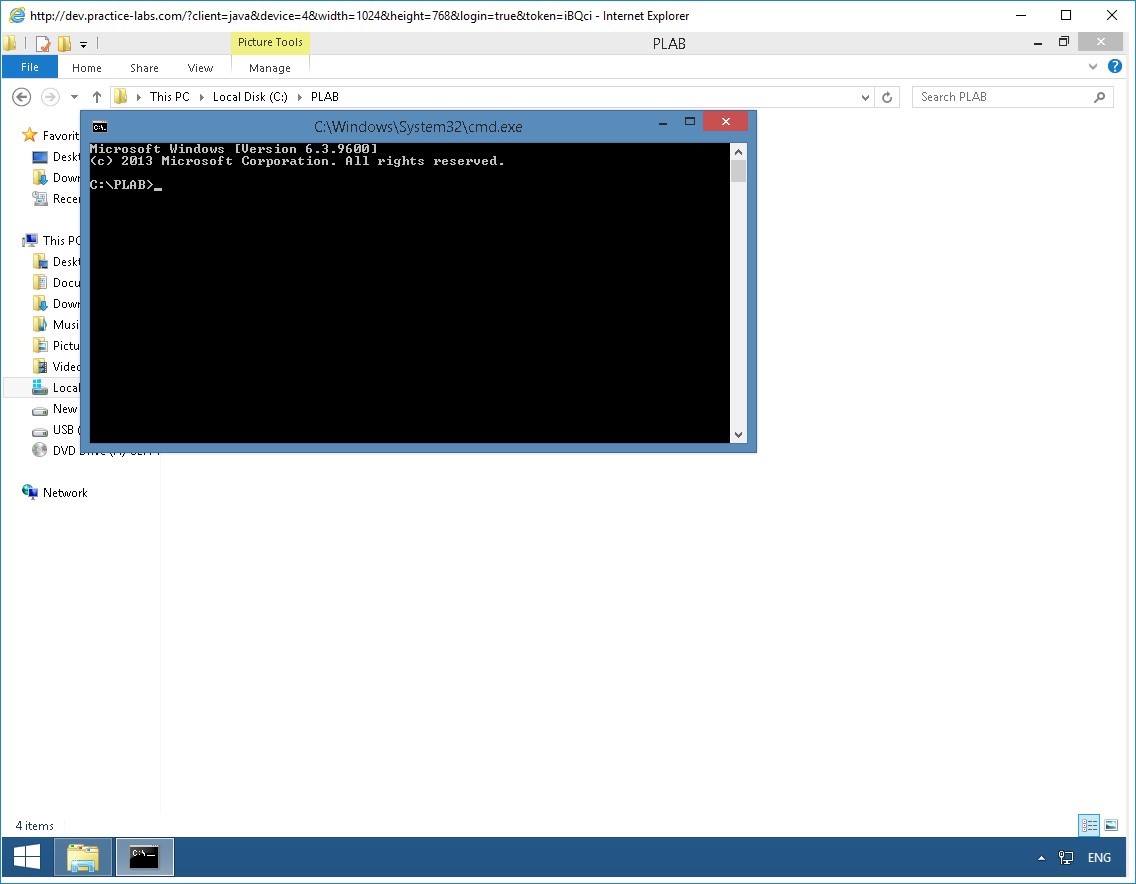 http://dev.practice-labs.com/?client=java&device=4&width=1024&height=768&login=true&token=iBQci - Internet Explorer
Picture Tools
PLAB
File
Home
Share
View
Manage
This PC
Local Disk (C:)
PLAB
Search PLAB
C:\Windows\System32\cmd.exe
Microsoft Windows [Version 6.3.9600]
(c) 2013 Microsoft Corporation. All rights reserved.
C:\PLAB>_
Favorit
Deskt
Down
Recen
This PC
Deskt
Docu
Down
Musi
Pictu
Video
Local
New
USB (
DVD
Network
4 items
C:\
ENG